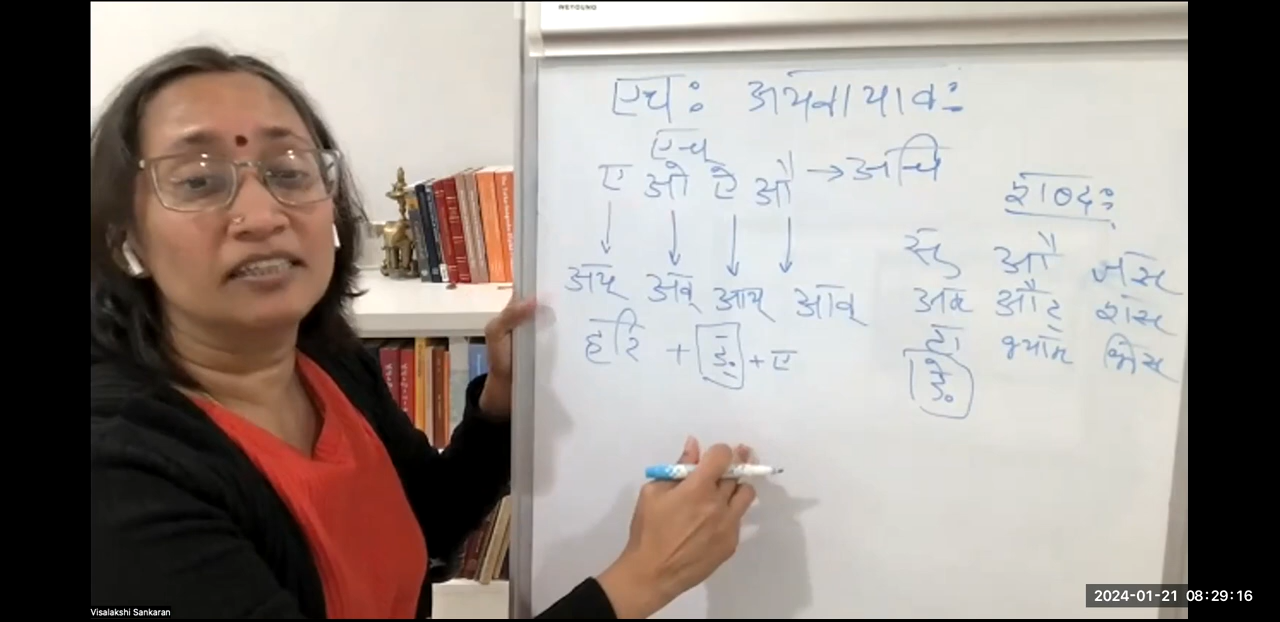 एचः अयवायावः
एच्
ए ओ ऐ औ → अचि
अय् अव् आय् आव्
हरि + ङे. + ए
शब्दः
सु औ जस्
अम् औट् शस्
टा भ्याम् भिस्
ङे.
Visalakshi Sankaran
2024-01-21 08:29:16